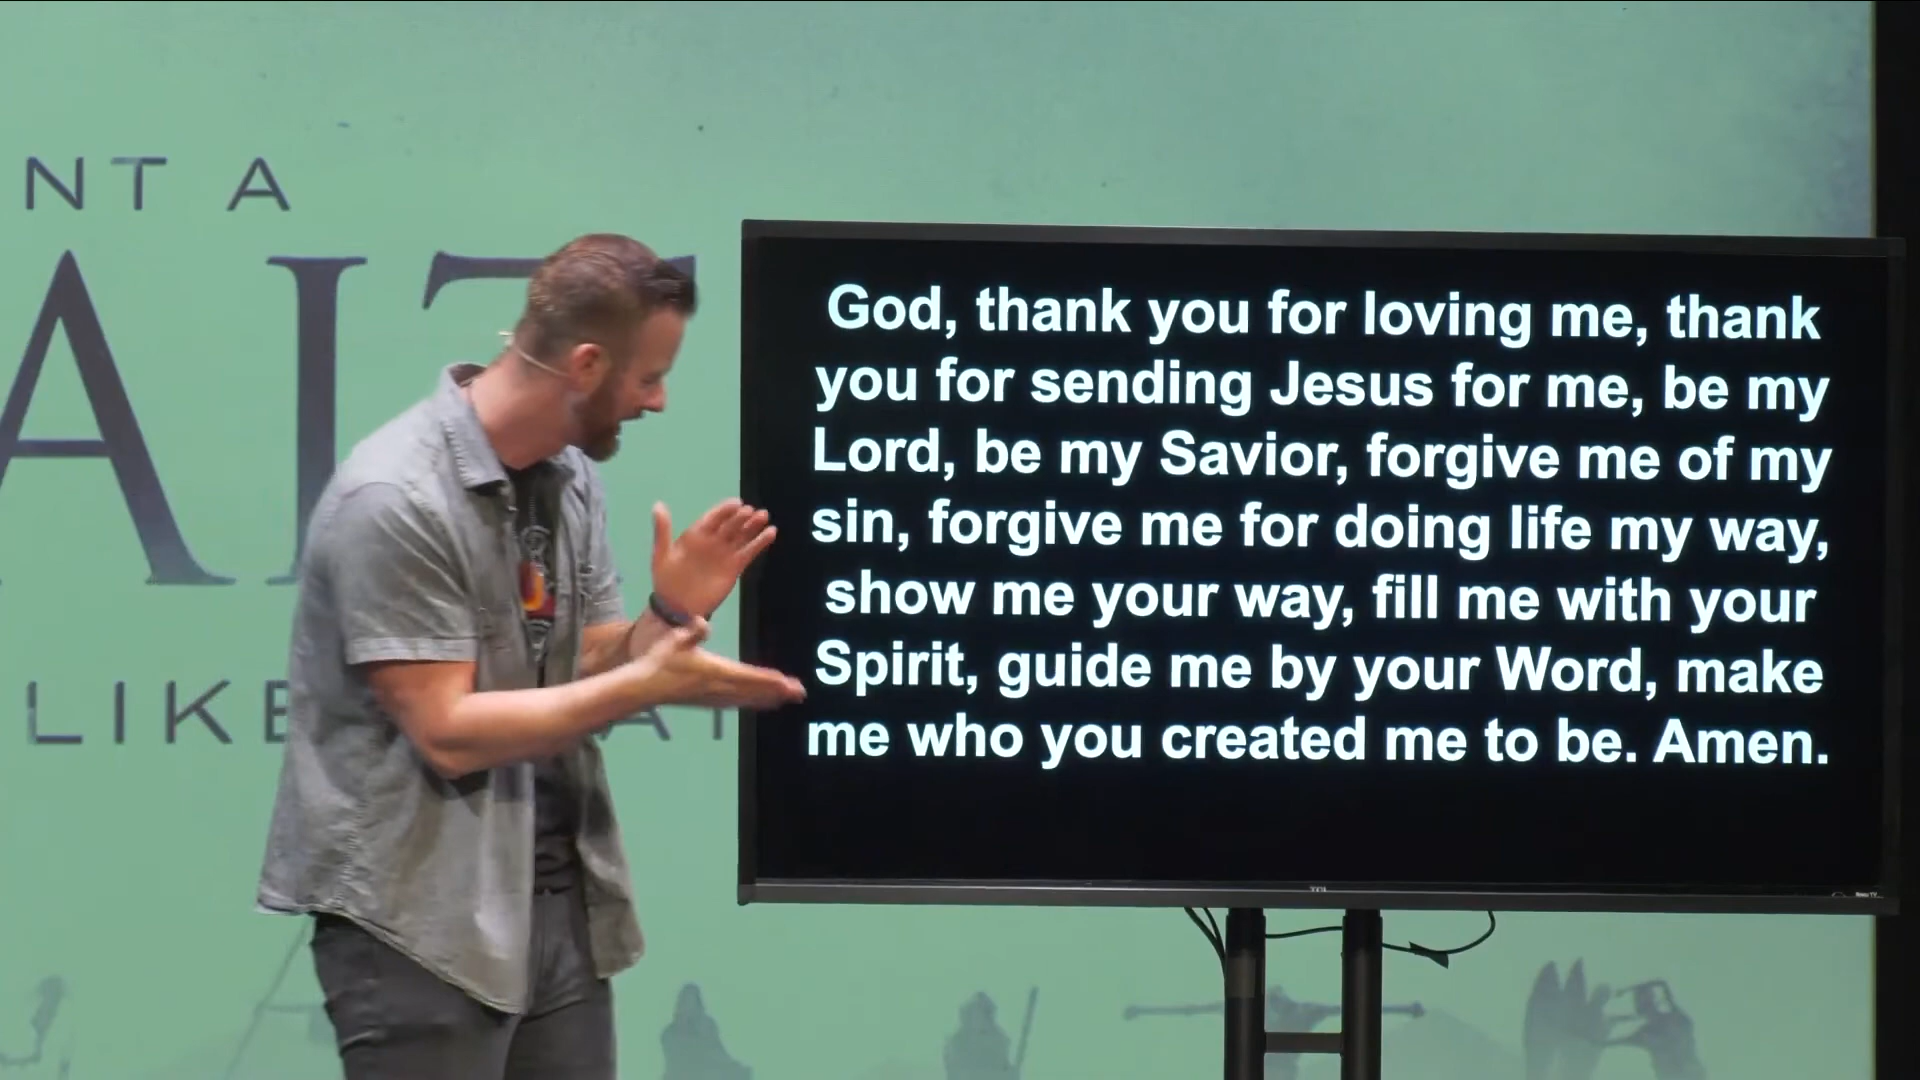 NT A
AIT
LIKE
God, thank you for loving me, thank
you for sending Jesus for me, be my
Lord, be my Savior, forgive me of my
sin, forgive me for doing life my way,
show me your way, fill me with your
Spirit, guide me by your Word, make
me who you created me to be. Amen.